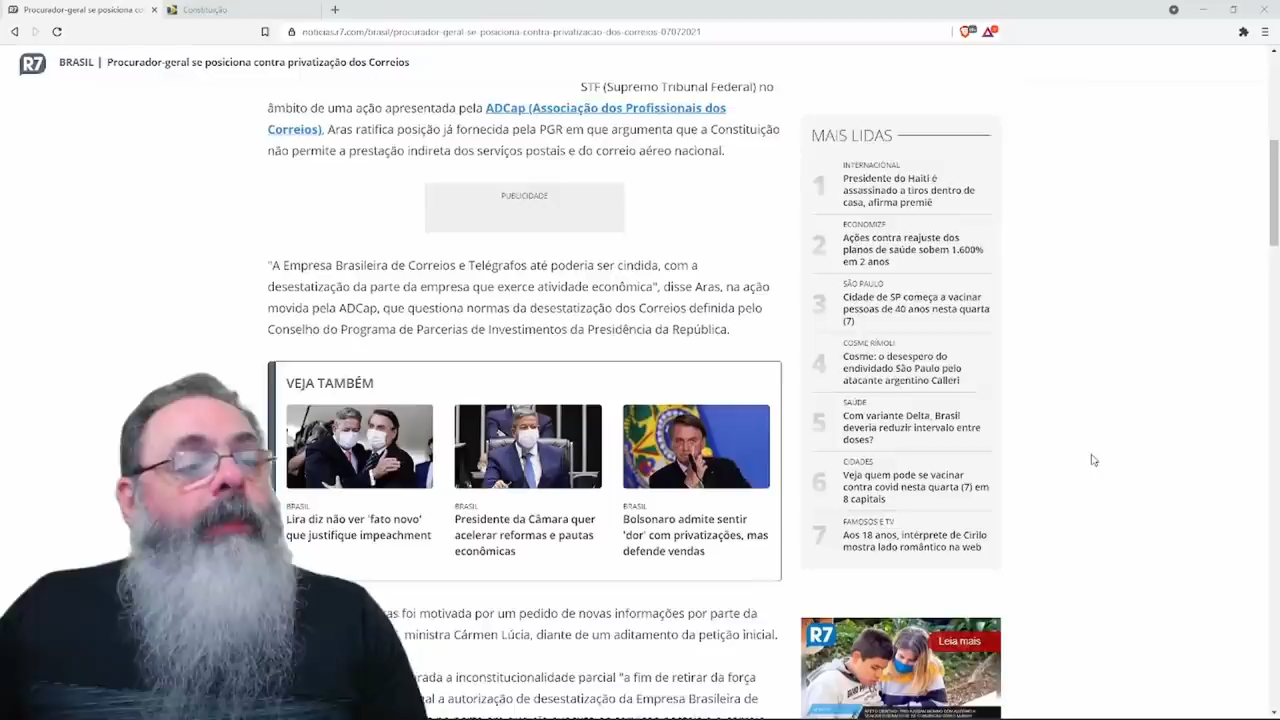 Procurador-geral se posiciona co
Constituição
noticias.r7.com/brasil/procurador-geral-se-posiciona-contra-privatizacao-dos-correios-07072021
R7
BRASIL | Procurador-geral se posiciona contra privatização dos Correios
STF (Supremo Tribunal Federal) no
âmbito de uma ação apresentada pela ADCap (Associação dos Profissionais dos
Correios), Aras ratifica posição já fornecida pela PGR em que argumenta que a Constituição
não permite a prestação indireta dos serviços postais e do correio aéreo nacional.
PUBLICIDADE
"A Empresa Brasileira de Correios e Telégrafos até poderia ser cindida, com a
desestatização da parte da empresa que exerce atividade econômica", disse Aras, na ação
movida pela ADCap, que questiona normas da desestatização dos Correios definida pelo
Conselho do Programa de Parcerias de Investimentos da Presidência da República.
VEJA TAMBÉM
BRASIL
Lira diz não ver 'fato novo'
que justifique impeachment
BRASIL
Presidente da Câmara quer
acelerar reformas e pautas
econômicas
BRASIL
Bolsonaro admite sentir
'dor' com privatizações, mas
defende vendas
as foi motivada por um pedido de novas informações por parte da
ministra Cármen Lúcia, diante de um aditamento da petição inicial.
rada a inconstitucionalidade parcial "a fim de retirar da força
al a autorização de desestatização da Empresa Brasileira de
MAIS LIDAS
1
INTERNACIONAL
Presidente do Haiti é
assassinado a tiros dentro de
casa, afirma premiê
2
ECONOMIZE
Ações contra reajuste dos
planos de saúde sobem 1.600%
em 2 anos
3
SÃO PAULO
Cidade de SP começa a vacinar
pessoas de 40 anos nesta quarta
(7)
4
COSME RÍMOLI
Cosme: o desespero do
endividado São Paulo pelo
atacante argentino Calleri
5
SAÚDE
Com variante Delta, Brasil
deveria reduzir intervalo entre
doses?
6
CIDADES
Veja quem pode se vacinar
contra covid nesta quarta (7) em
8 capitais
7
FAMOSOS E TV
Aos 18 anos, intérprete de Cirilo
mostra lado romântico na web
R7
Leia mais